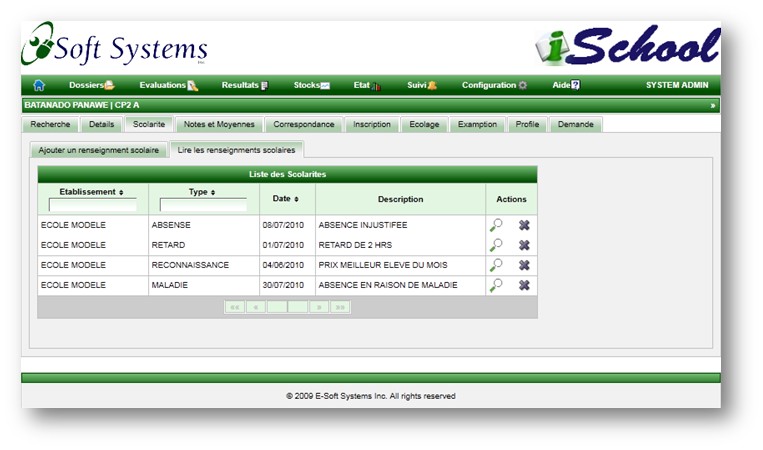 Soft Systems Inc.
iSchool
Dossiers Evaluations Resultats Stocks Etat Suivi Configuration Aide SYSTEM ADMIN
BATANADO PANAWE | CP2 A »
Recherche Details Scolarite Notes et Moyennes Correspondance Inscription Ecolage Examption Profile Demande
Ajouter un renseignment scolaire Lire les renseignments scolaires
Liste des Scolarites
Etablissement Type Date Description Actions
ECOLE MODELE ABSENSE 08/07/2010 ABSENCE INJUSTIFEE
ECOLE MODELE RETARD 01/07/2010 RETARD DE 2 HRS
ECOLE MODELE RECONNAISSANCE 04/06/2010 PRIX MEILLEUR ELEVE DU MOIS
ECOLE MODELE MALADIE 30/07/2010 ABSENCE EN RAISON DE MALADIE
«« « » »»
© 2009 E-Soft Systems Inc. All rights reserved